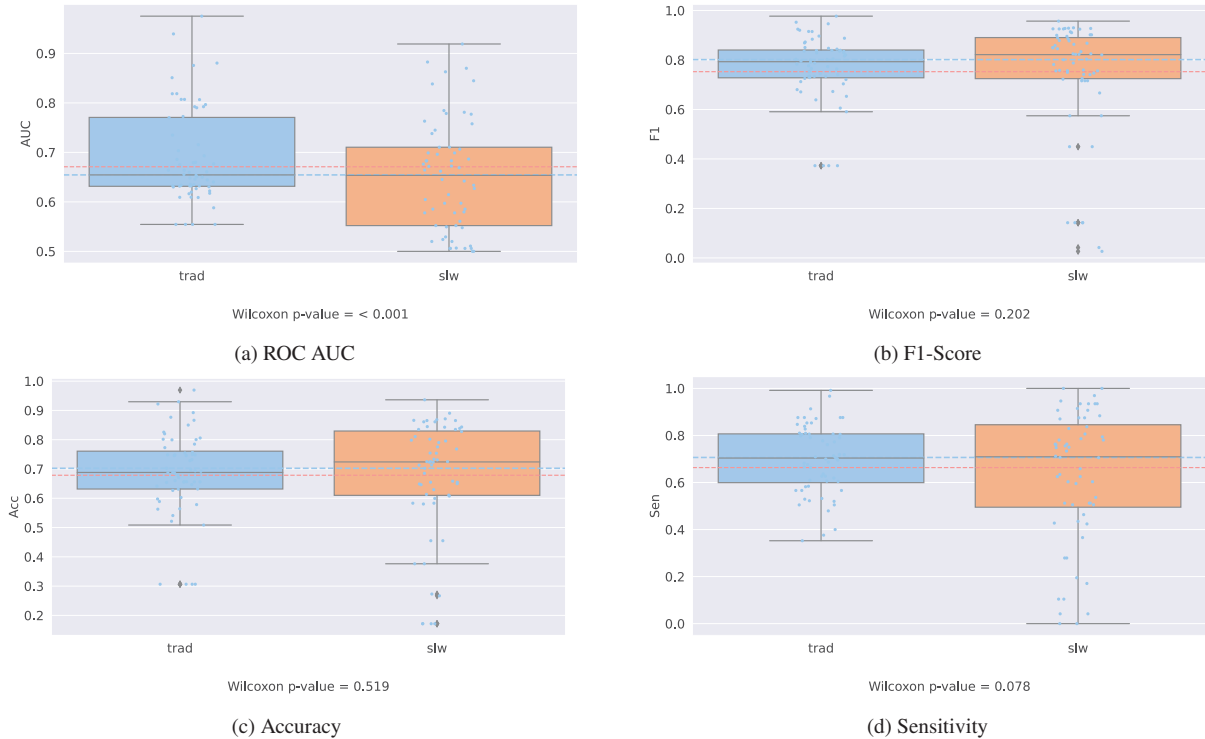 0.9
0.8
0.7
0.6
0.5
AUC
trad
slw
Wilcoxon p-value = < 0.001
(a) ROC AUC
1.0
0.8
0.6
0.4
0.2
0.0
F1
trad
slw
Wilcoxon p-value = 0.202
(b) F1-Score
1.0
0.9
0.8
0.7
0.6
0.5
0.4
0.3
0.2
Acc
trad
slw
Wilcoxon p-value = 0.519
(c) Accuracy
1.0
0.8
0.6
0.4
0.2
0.0
Sen
trad
slw
Wilcoxon p-value = 0.078
(d) Sensitivity